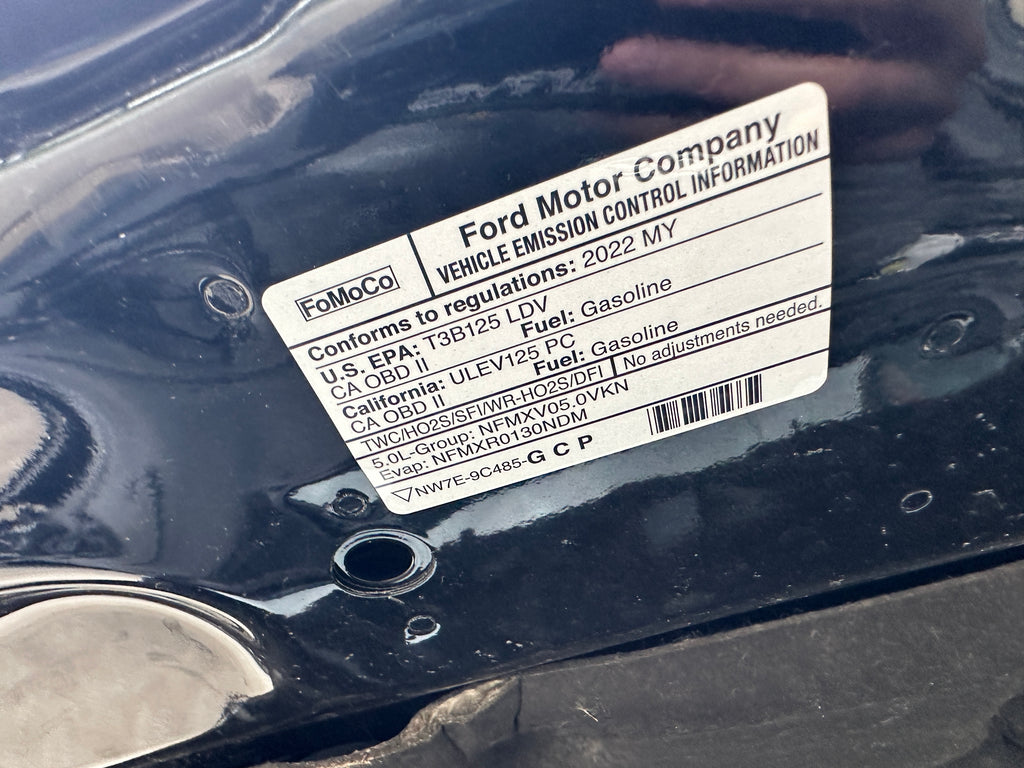 FoMoCo
Ford Motor Company
VEHICLE EMISSION CONTROL INFORMATION
Conforms to regulations: 2022 MY
U.S. EPA: T3B125 LDV
CA OBD II Fuel: Gasoline
California: ULEV125 PC
CA OBD II Fuel: Gasoline
TWC/HO2S/SFI/WR-HO2S/DFI No adjustments needed.
5.0L-Group: NFMXV05.0VKN
Evap: NFMXR0130NDM
NW7E-9C485-G C P